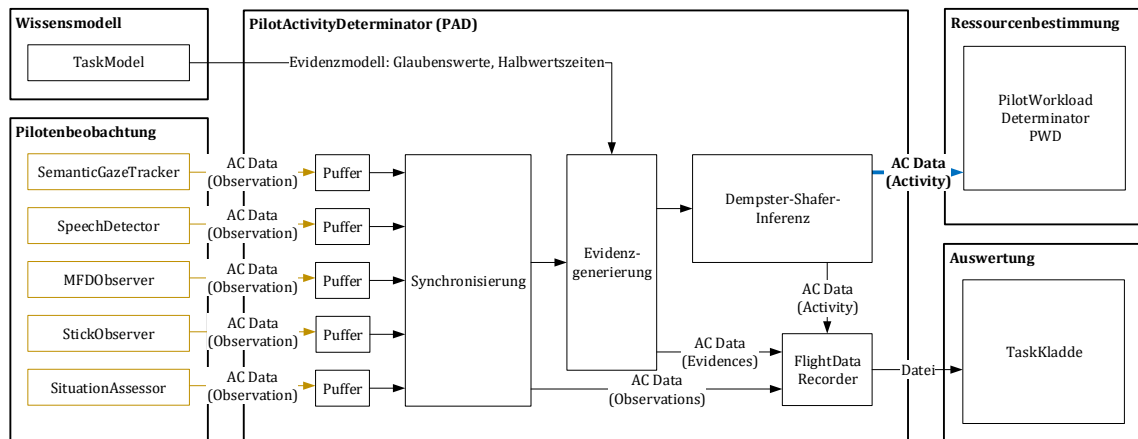 Wissensmodell
TaskModel
Pilotenbeobachtung
SemanticGazeTracker
SpeechDetector
MFDObserver
StickObserver
SituationAssessor
AC Data
(Observation)
AC Data
(Observation)
AC Data
(Observation)
AC Data
(Observation)
AC Data
(Observation)
PilotActivityDeterminator (PAD)
Evidenzmodell: Glaubenswerte, Halbwertszeiten
Puffer
Puffer
Puffer
Puffer
Puffer
Synchronisierung
Evidenz-
generierung
Dempster-Shafer-
Inferenz
AC Data
(Activity)
AC Data
(Evidences)
AC Data
(Observations)
FlightData
Recorder
AC Data
(Activity)
Datei
Ressourcenbestimmung
PilotWorkload
Determinator
PWD
Auswertung
TaskKladde